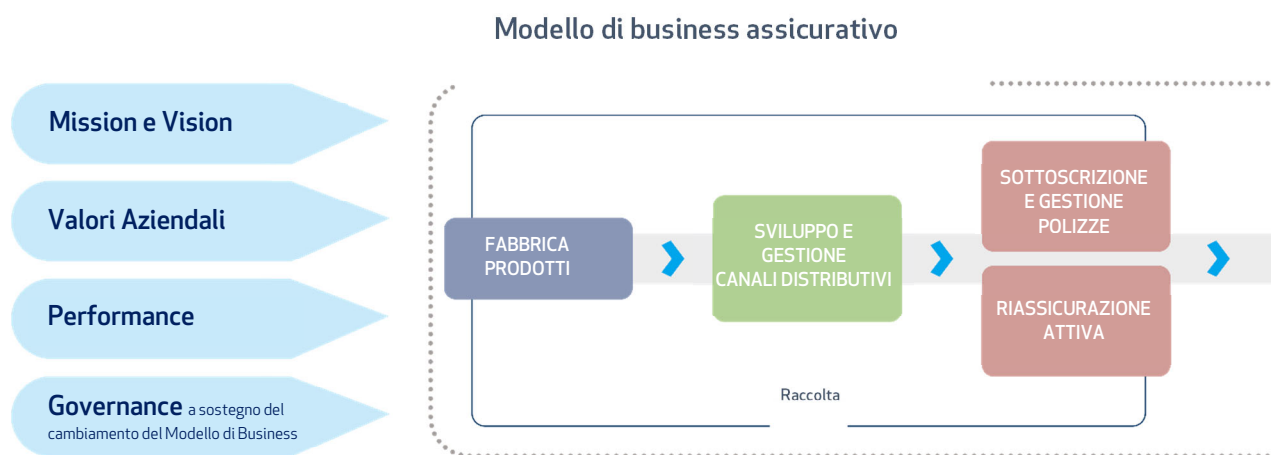 Modello di business assicurativo
Mission e Vision
Valori Aziendali
Performance
Governance a sostegno del
cambiamento del Modello di Business
FABBRICA
PRODOTTI
SVILUPPO E
GESTIONE
CANALI DISTRIBUTIVI
SOTTOSCRIZIONE
E GESTIONE
POLIZZE
RIASSICURAZIONE
ATTIVA
Raccolta